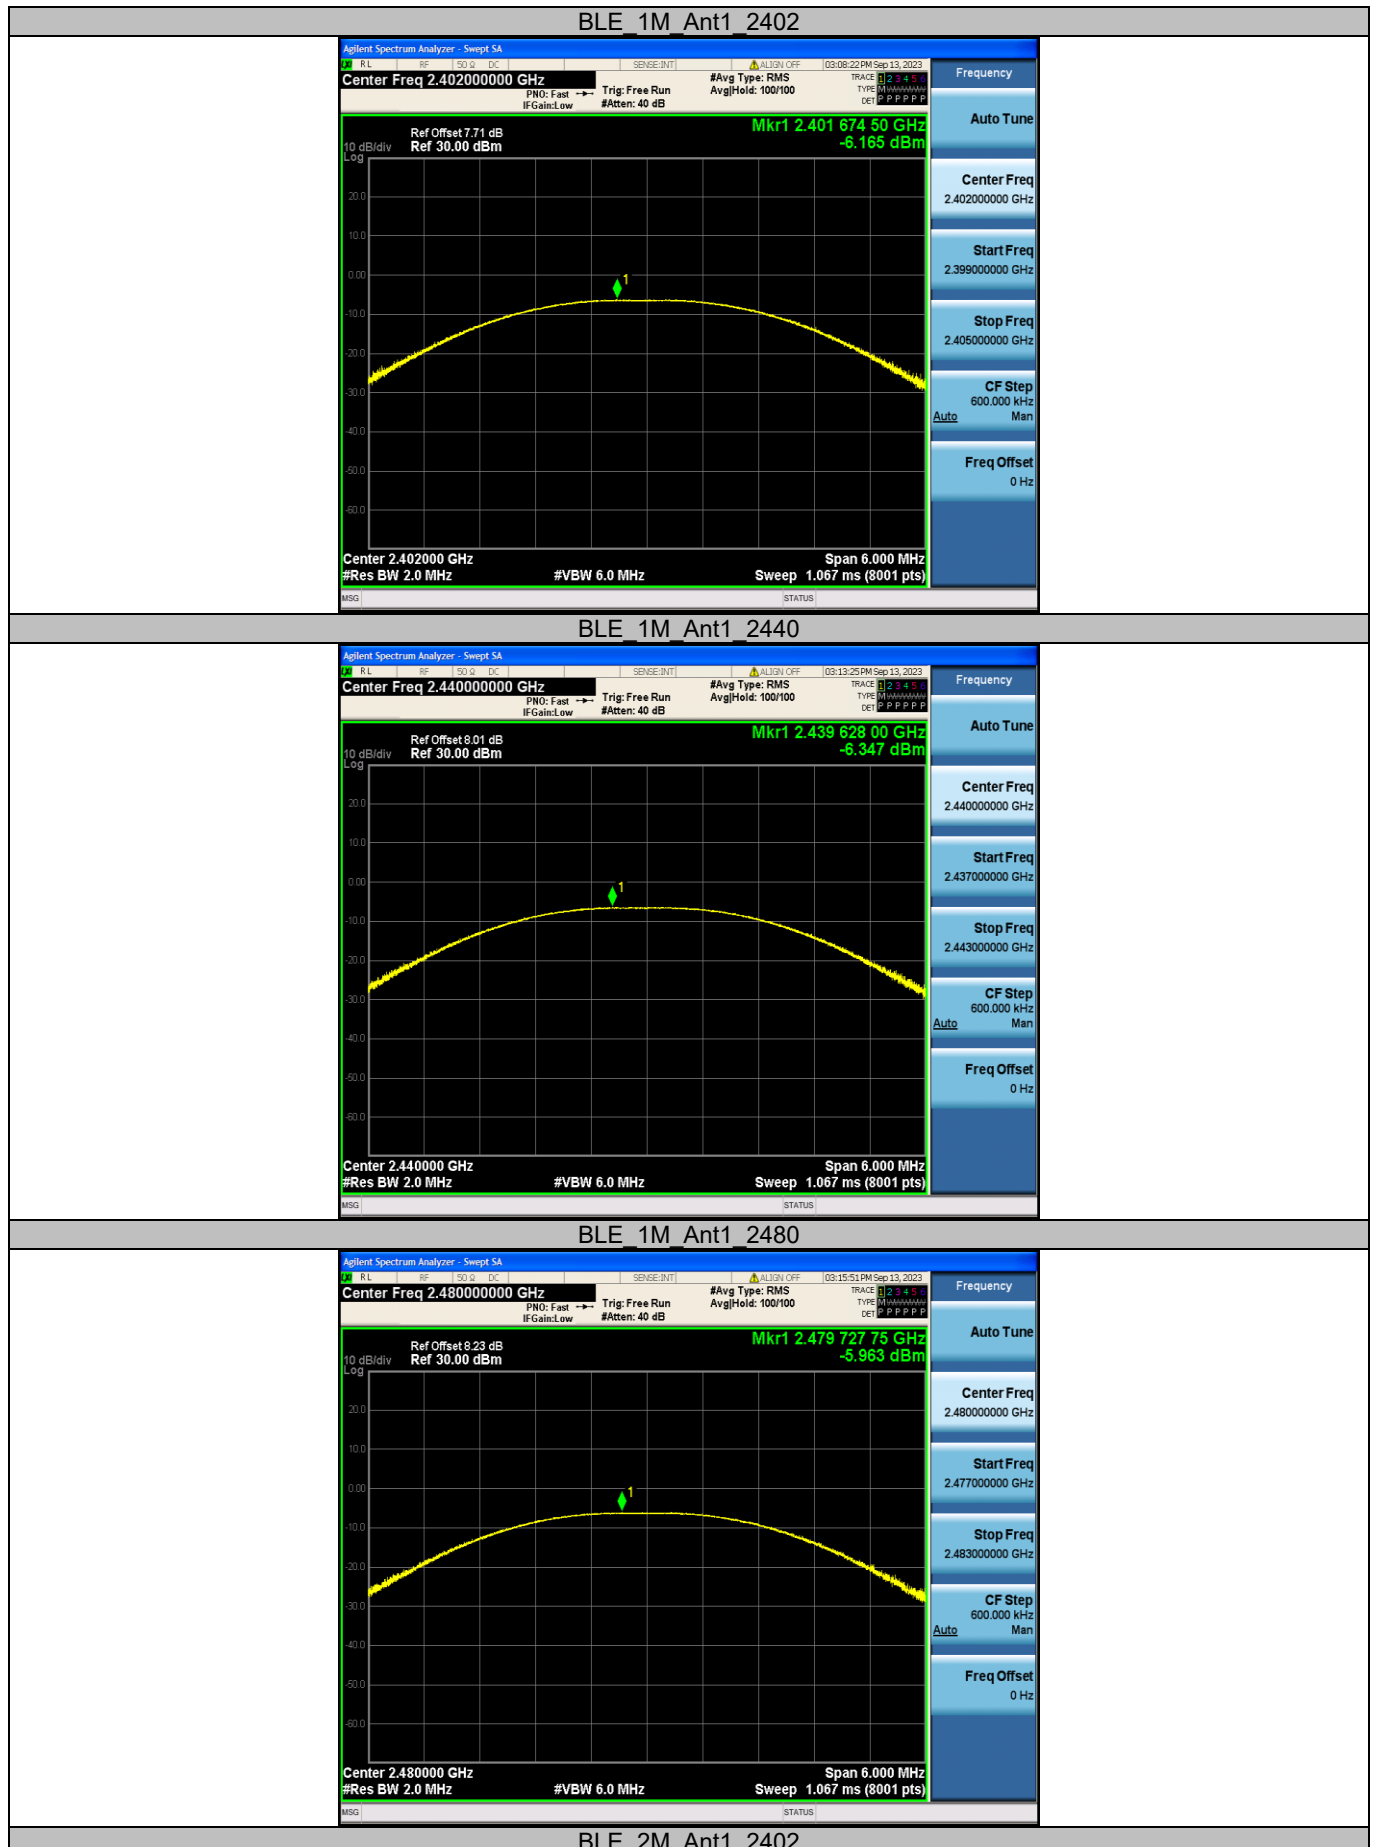 BLE_1M_Ant1_2402
Agilent Spectrum Analyzer - Swept SA
RL RF 50 Ω DC SENSE:INT ALIGN OFF 03:08:22 PM Sep 13, 2023
Center Freq 2.402000000 GHz #Avg Type: RMS TRACE 1 2 3 4 5 6
PNO: Fast Trig: Free Run Avg|Hold: 100/100 TYPE M
IFGain:Low #Atten: 40 dB DET P P P P P P
Frequency
Ref Offset 7.71 dB
10 dB/div Ref 30.00 dBm
Log
Mkr1 2.401 674 50 GHz
-6.165 dBm
20.0
10.0
0.00
-10.0
-20.0
-30.0
-40.0
-50.0
-60.0
1
Center 2.402000 GHz Span 6.000 MHz
#Res BW 2.0 MHz #VBW 6.0 MHz Sweep 1.067 ms (8001 pts)
MSG STATUS
Auto Tune
Center Freq
2.402000000 GHz
Start Freq
2.399000000 GHz
Stop Freq
2.405000000 GHz
CF Step
600.000 kHz
Auto Man
Freq Offset
0 Hz
BLE_1M_Ant1_2440
Agilent Spectrum Analyzer - Swept SA
RL RF 50 Ω DC SENSE:INT ALIGN OFF 03:13:25 PM Sep 13, 2023
Center Freq 2.440000000 GHz #Avg Type: RMS TRACE 1 2 3 4 5 6
PNO: Fast Trig: Free Run Avg|Hold: 100/100 TYPE M
IFGain:Low #Atten: 40 dB DET P P P P P P
Frequency
Ref Offset 8.01 dB
10 dB/div Ref 30.00 dBm
Log
Mkr1 2.439 628 00 GHz
-6.347 dBm
20.0
10.0
0.00
-10.0
-20.0
-30.0
-40.0
-50.0
-60.0
1
Center 2.440000 GHz Span 6.000 MHz
#Res BW 2.0 MHz #VBW 6.0 MHz Sweep 1.067 ms (8001 pts)
MSG STATUS
Auto Tune
Center Freq
2.440000000 GHz
Start Freq
2.437000000 GHz
Stop Freq
2.443000000 GHz
CF Step
600.000 kHz
Auto Man
Freq Offset
0 Hz
BLE_1M_Ant1_2480
Agilent Spectrum Analyzer - Swept SA
RL RF 50 Ω DC SENSE:INT ALIGN OFF 03:15:51 PM Sep 13, 2023
Center Freq 2.480000000 GHz #Avg Type: RMS TRACE 1 2 3 4 5 6
PNO: Fast Trig: Free Run Avg|Hold: 100/100 TYPE M
IFGain:Low #Atten: 40 dB DET P P P P P P
Frequency
Ref Offset 8.23 dB
10 dB/div Ref 30.00 dBm
Log
Mkr1 2.479 727 75 GHz
-5.963 dBm
20.0
10.0
0.00
-10.0
-20.0
-30.0
-40.0
-50.0
-60.0
1
Center 2.480000 GHz Span 6.000 MHz
#Res BW 2.0 MHz #VBW 6.0 MHz Sweep 1.067 ms (8001 pts)
MSG STATUS
Auto Tune
Center Freq
2.480000000 GHz
Start Freq
2.477000000 GHz
Stop Freq
2.483000000 GHz
CF Step
600.000 kHz
Auto Man
Freq Offset
0 Hz
BLE_2M_Ant1_2402